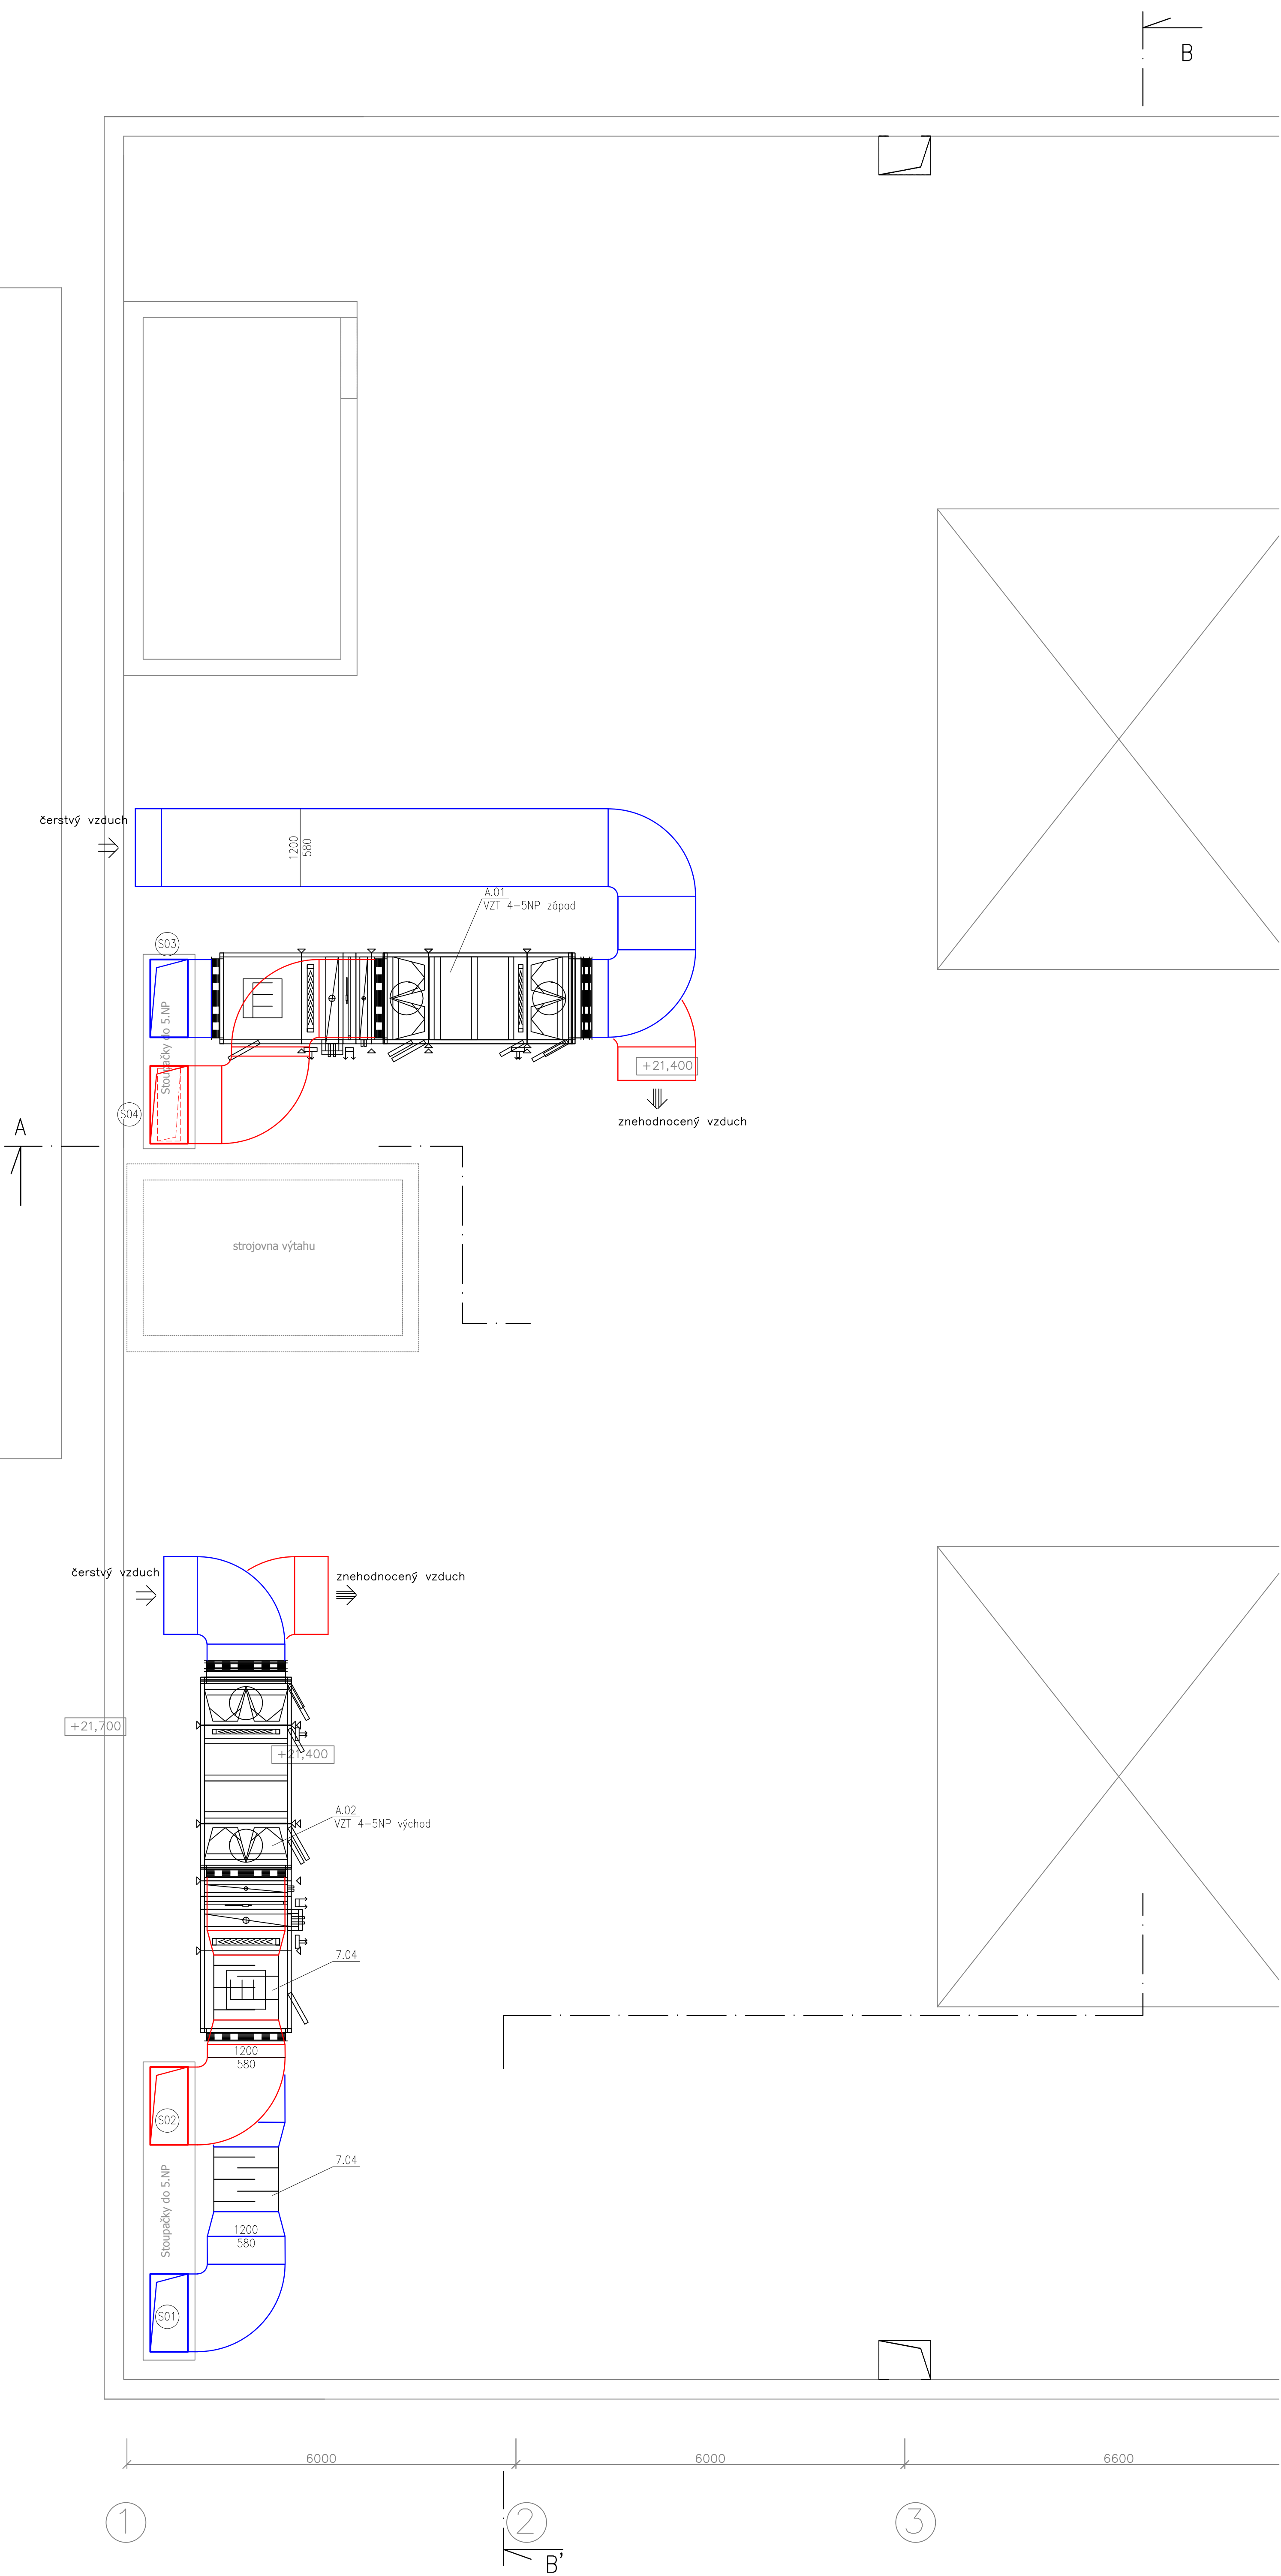 B
čerstvý vzduch
1200
580
A.01
VZT 4-5NP západ
S03
Stoupačky do 5.NP
S04
+21,400
znehodnocený vzduch
A
strojovna výtahu
čerstvý vzduch
znehodnocený vzduch
+21,700
+21,400
A.02
VZT 4-5NP východ
7.04
1200
580
S02
7.04
Stoupačky do 5.NP
1200
580
S01
6000
6000
6600
1
2
3
B'